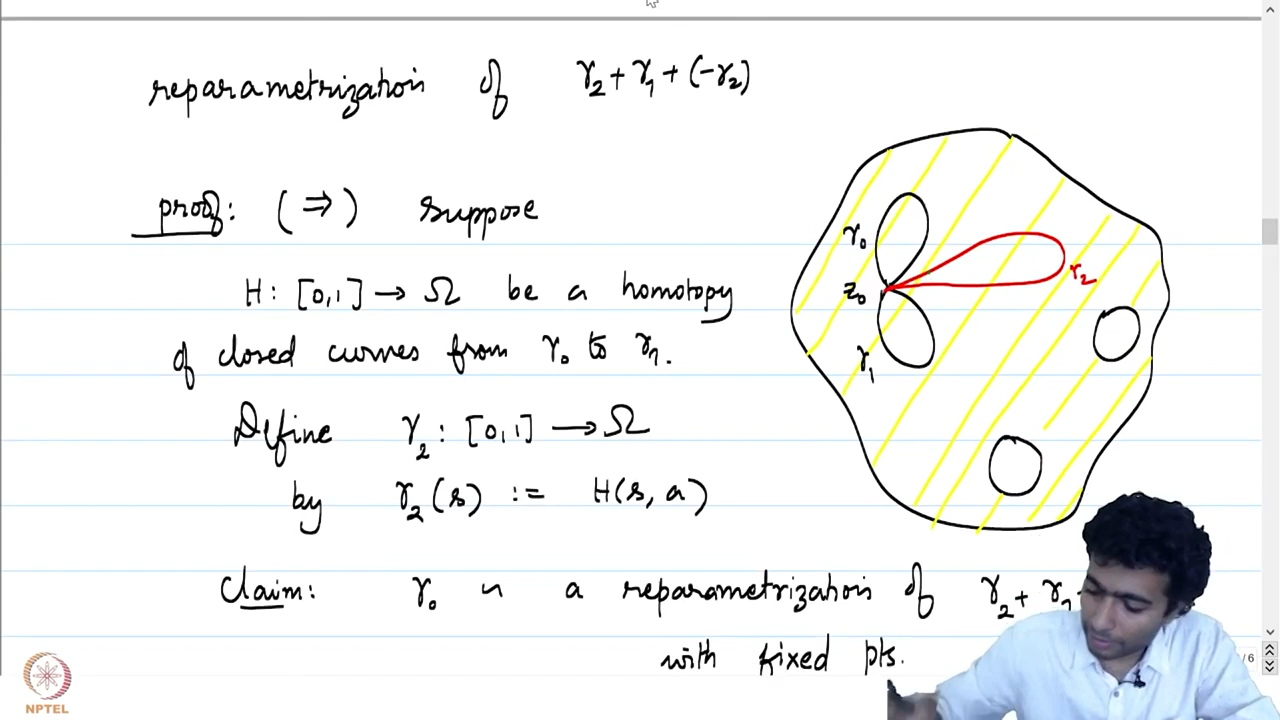 reparametrization of γ₂ + γ₁ + (-γ₂)
proof: (⇒) Suppose
H: [0,1] → Ω be a homotopy
of closed curves from γ₀ to γ₁.
Define γ₂ : [0,1] → Ω
by γ₂(s) := H(s, a)
Claim: γ₀ is a reparametrization of γ₂ + γ₁
with fixed pts.
γ₀
z₀
γ₁
γ₂
/6
NPTEL